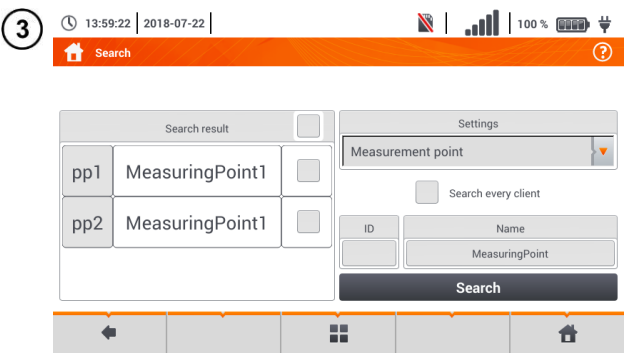 3
13:59:22 2018-07-22 100 %
Search ?
Search result
pp1 MeasuringPoint1
pp2 MeasuringPoint1
Settings
Measurement point
Search every client
ID Name
MeasuringPoint
Search